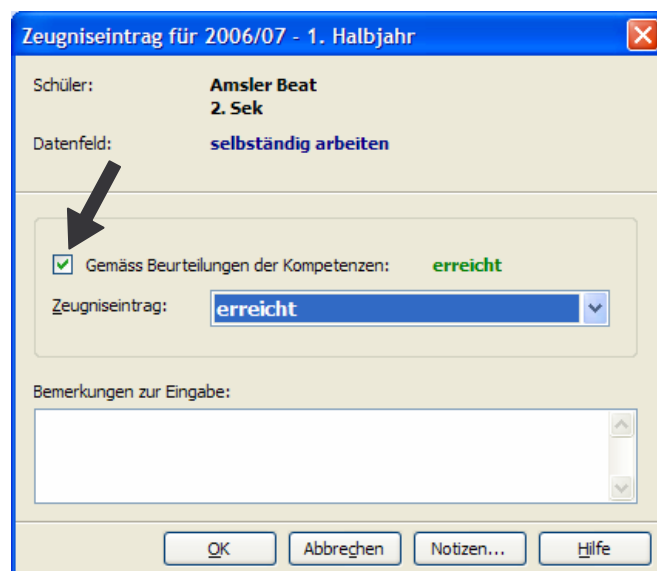 Zeugniseintrag für 2006/07 - 1. Halbjahr
Schüler: Amsler Beat
2. Sek
Datenfeld: selbständig arbeiten
Gemäss Beurteilungen der Kompetenzen: erreicht
Zeugniseintrag: erreicht
Bemerkungen zur Eingabe:
OK Abbrechen Notizen... Hilfe